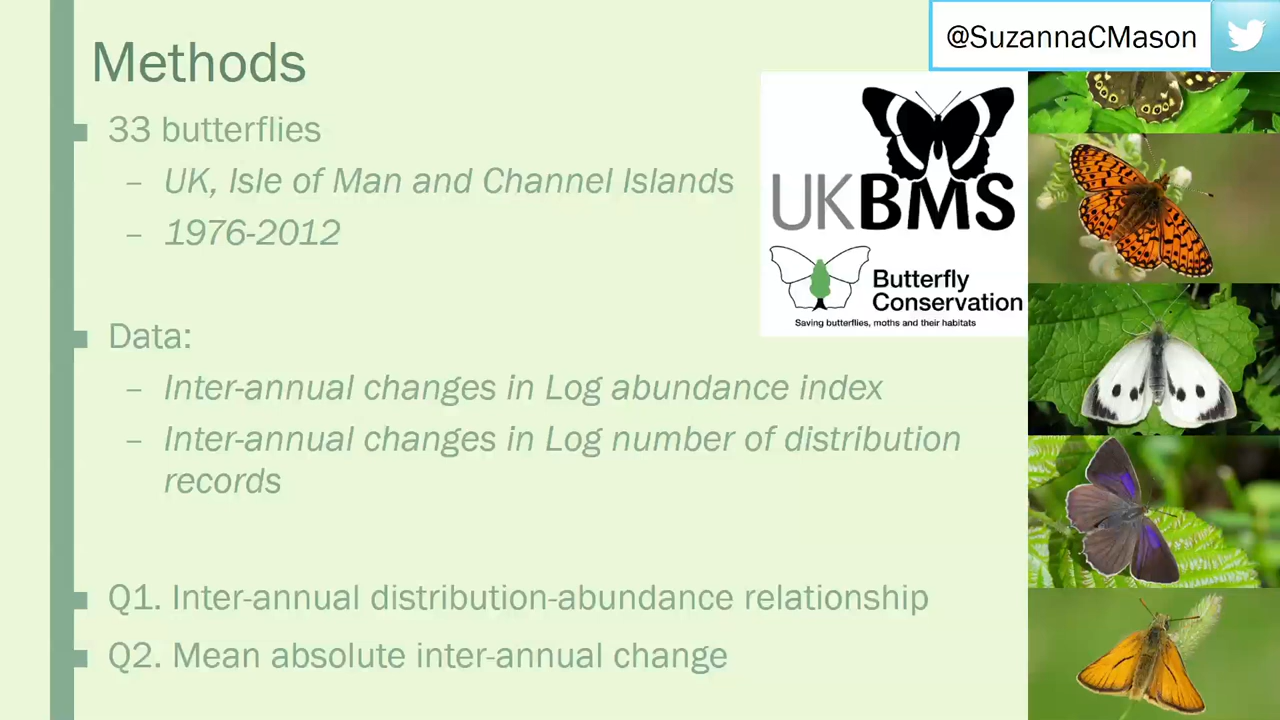 @SuzannaCMason
Methods
33 butterflies
– UK, Isle of Man and Channel Islands
– 1976-2012
UKBMS
Butterfly
Conservation
Saving butterflies, moths and their habitats
Data:
– Inter-annual changes in Log abundance index
– Inter-annual changes in Log number of distribution
records
Q1. Inter-annual distribution-abundance relationship
Q2. Mean absolute inter-annual change